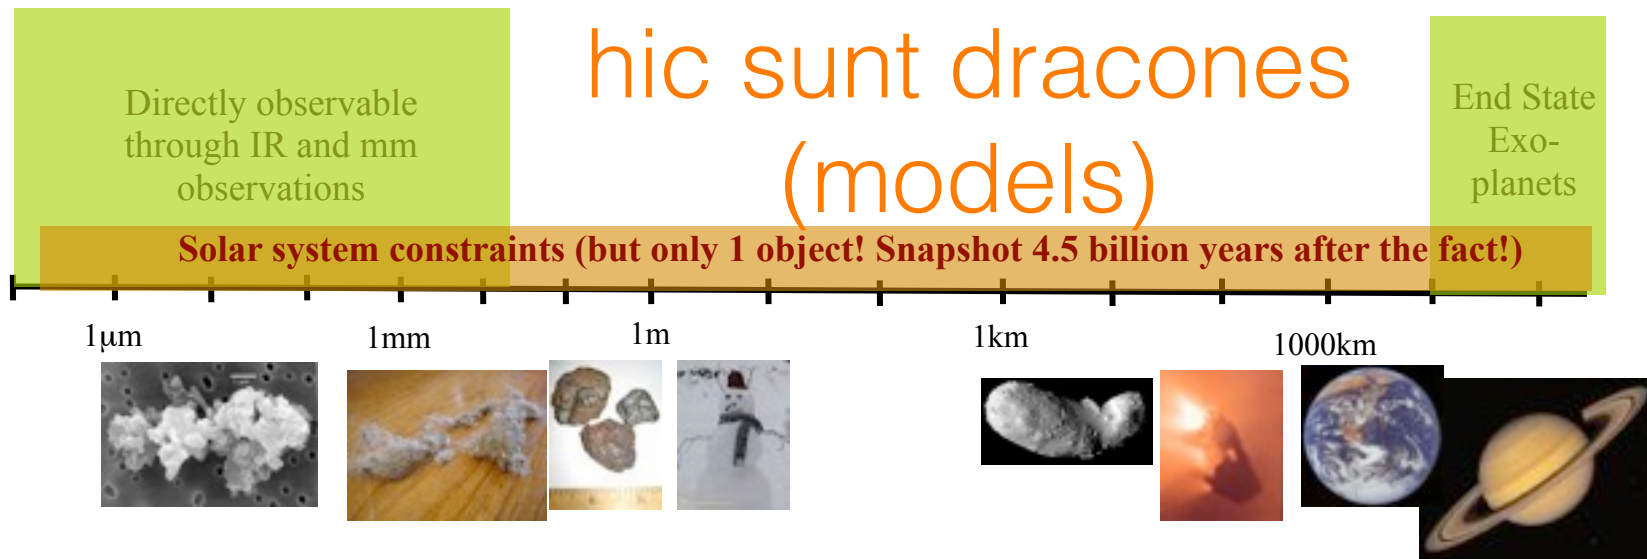 Directly observable
through IR and mm
observations
hic sunt dracones
(models)
End State
Exo-
planets
Solar system constraints (but only 1 object! Snapshot 4.5 billion years after the fact!)
1μm
1mm
1m
1km
1000km